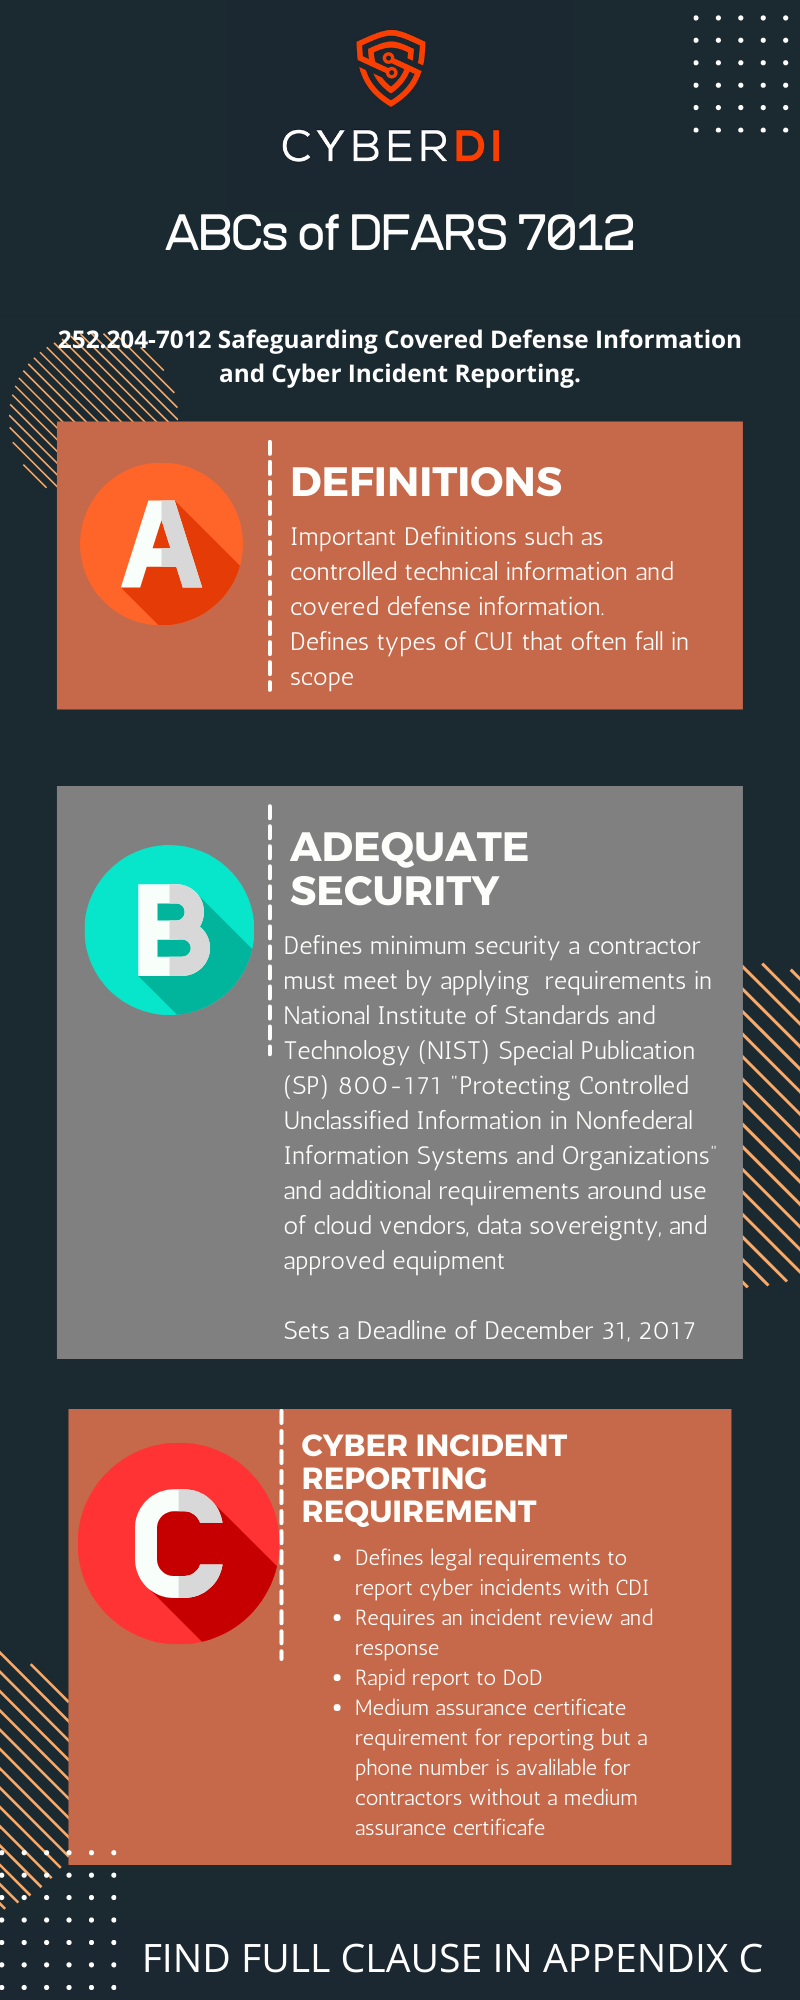 CYBERDI
ABCs of DFARS 7012
252.204-7012 Safeguarding Covered Defense Information
and Cyber Incident Reporting.
A
DEFINITIONS
Important Definitions such as
controlled technical information and
covered defense information.
Defines types of CUI that often fall in
scope
B
ADEQUATE
SECURITY
Defines minimum security a contractor
must meet by applying requirements in
National Institute of Standards and
Technology (NIST) Special Publication
(SP) 800-171 "Protecting Controlled
Unclassified Information in Nonfederal
Information Systems and Organizations"
and additional requirements around use
of cloud vendors, data sovereignty, and
approved equipment
Sets a Deadline of December 31, 2017
C
CYBER INCIDENT
REPORTING
REQUIREMENT
• Defines legal requirements to
report cyber incidents with CDI
• Requires an incident review and
response
• Rapid report to DoD
• Medium assurance certificate
requirement for reporting but a
phone number is avalilable for
contractors without a medium
assurance certificafe
FIND FULL CLAUSE IN APPENDIX C